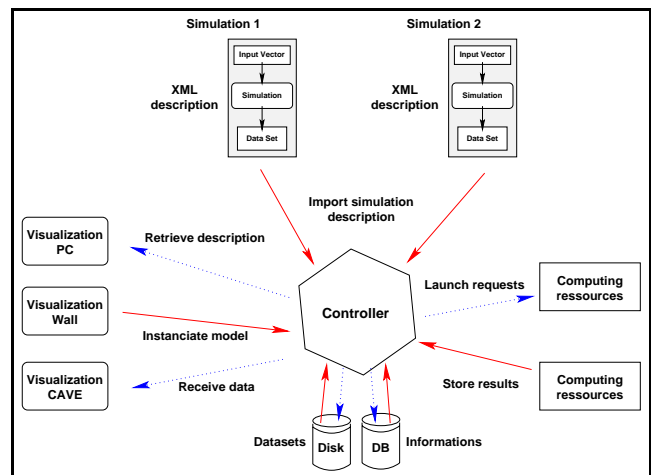 Simulation 1
Simulation 2
Input Vector
Simulation
Data Set
XML
description
Input Vector
Simulation
Data Set
XML
description
Import simulation
description
Visualization
PC
Retrieve description
Visualization
Wall
Instanciate model
Visualization
CAVE
Receive data
Controller
Launch requests
Computing
ressources
Store results
Computing
ressources
Datasets
Disk
DB
Informations